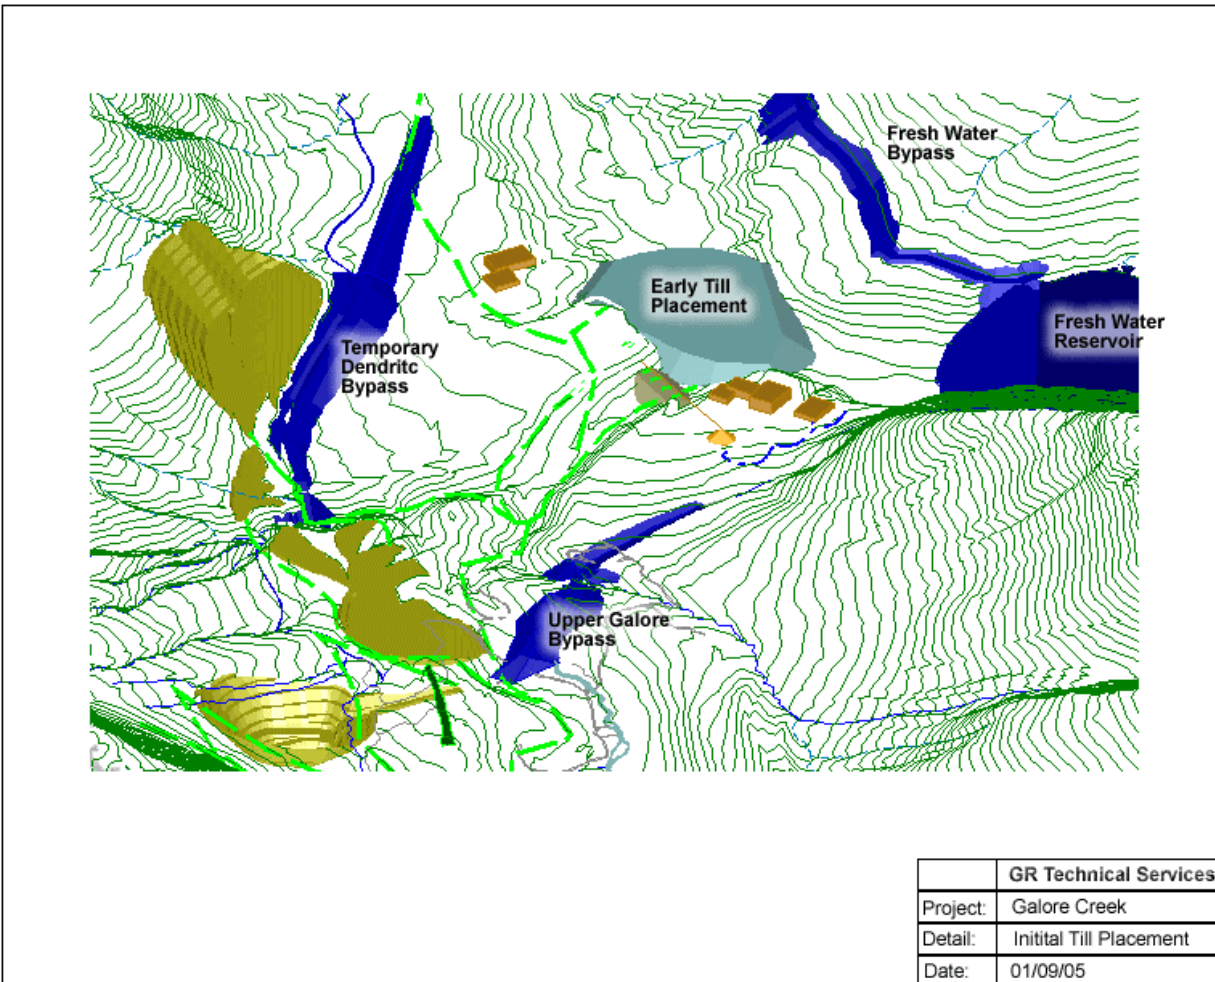 Fresh Water
Bypass
Early Till
Placement
Fresh Water
Reservoir
Temporary
Dendritc
Bypass
Upper Galore
Bypass
GR Technical Services
Project: Galore Creek
Detail: Initital Till Placement
Date: 01/09/05